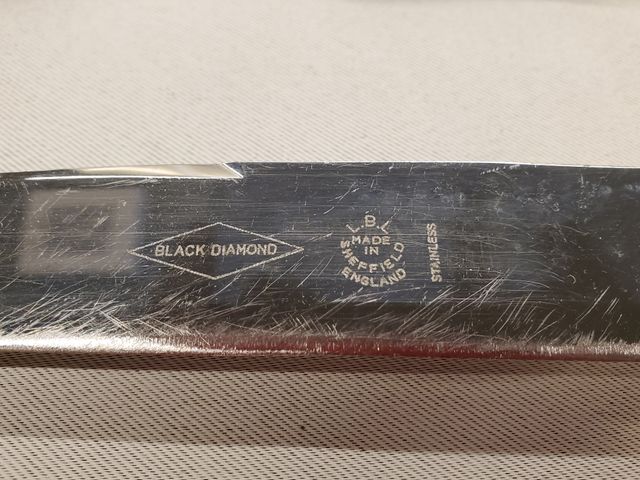 BLACK DIAMOND
L.B.L
MADE
IN
SHEFFIELD
ENGLAND
STAINLESS